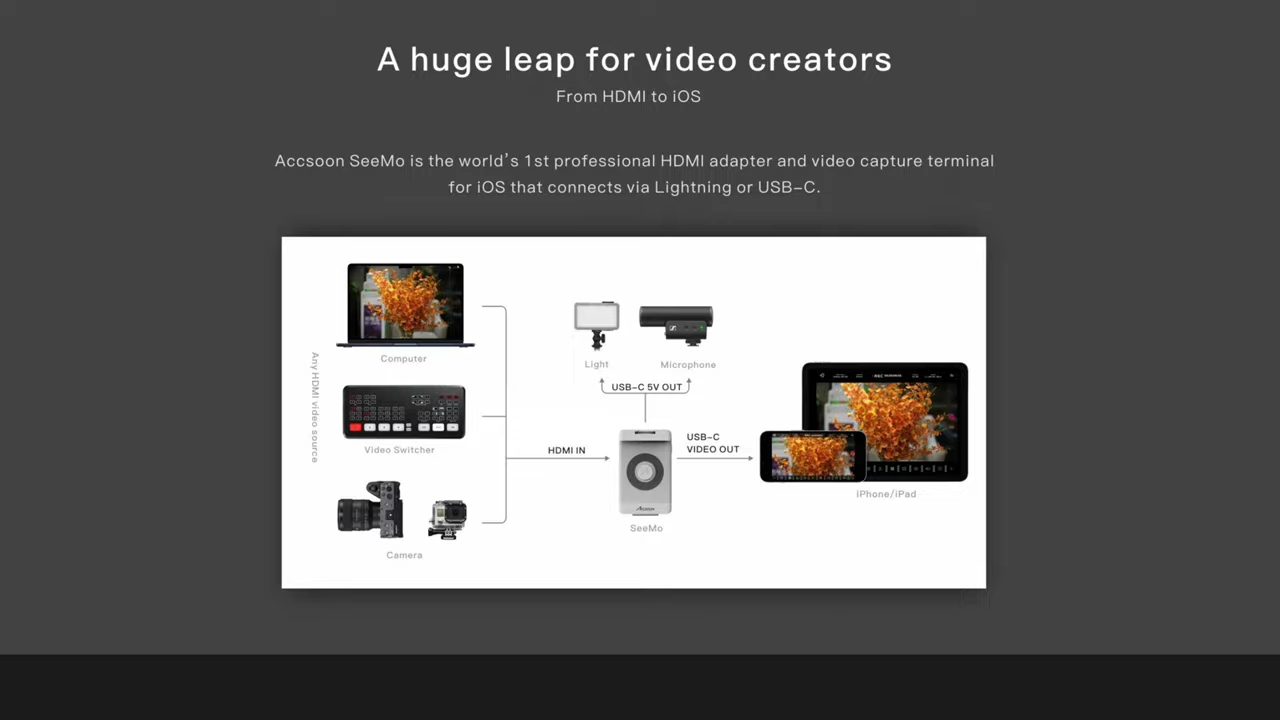 A huge leap for video creators
From HDMI to iOS
Accsoon SeeMo is the world's 1st professional HDMI adapter and video capture terminal
for iOS that connects via Lightning or USB-C.
Any HDMI video source
Computer
Video Switcher
Camera
HDMI IN
Light
Microphone
USB-C 5V OUT
SeeMo
USB-C
VIDEO OUT
iPhone/iPad